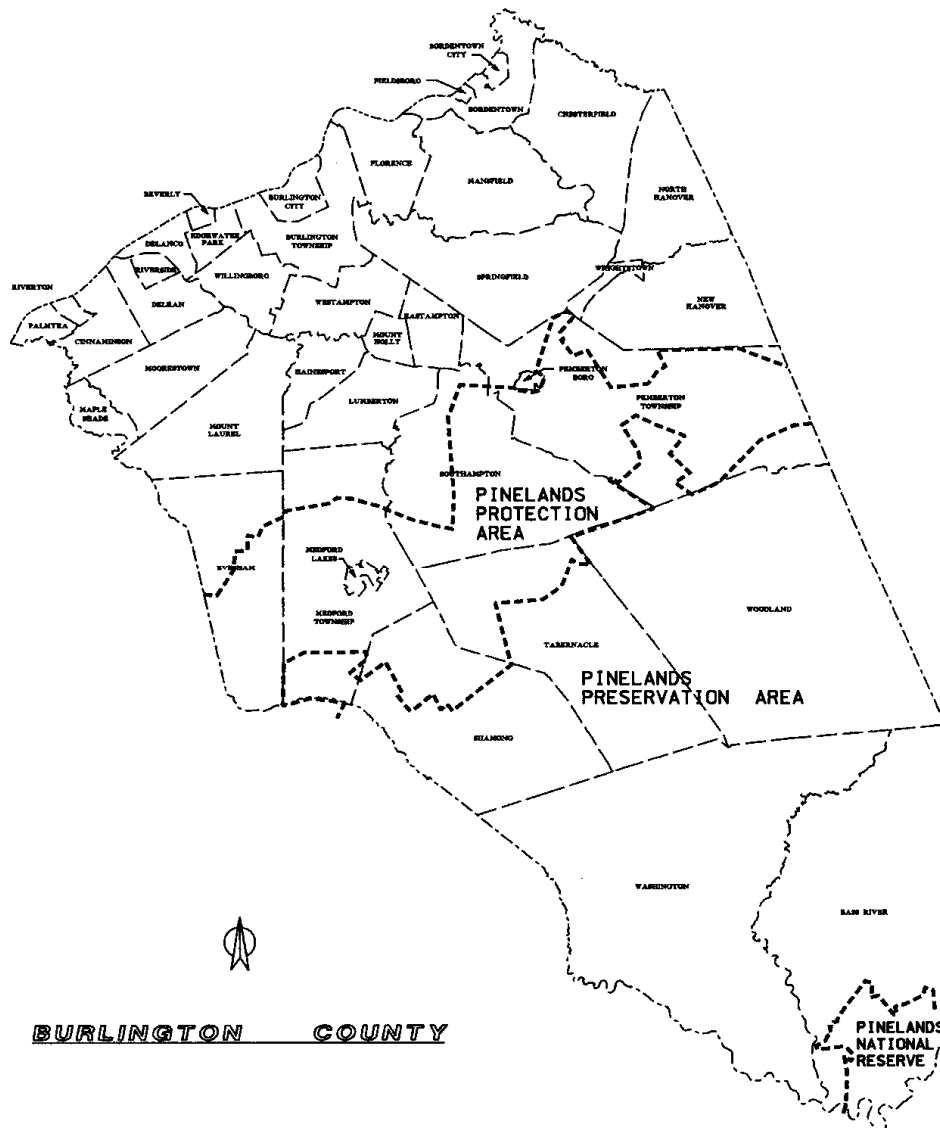 BORDENTOWN
CITY
FIELDSBORO
BORDENTOWN
CHESTERFIELD
FLORENCE
MANSFIELD
NORTH
HANOVER
BEVERLY
BURLINGTON
CITY
EDGEWATER
PARK
BURLINGTON
TOWNSHIP
DELANCO
RIVERSIDE
WILLINGBORO
SPRINGFIELD
WRIGHTSTOWN
NEW
HANOVER
RIVERTON
DELRAN
WESTAMPTON
EASTAMPTON
PALMYRA
CINNAMINSON
MOUNT
HOLLY
MOORESTOWN
HAINESPORT
PEMBERTON
BORO
LUMBERTON
PEMBERTON
TOWNSHIP
MAPLE
SHADE
MOUNT
LAUREL
SOUTHAMPTON
PINELANDS
PROTECTION
AREA
MEDFORD
LAKES
EVESHAM
MEDFORD
TOWNSHIP
WOODLAND
TABERNACLE
PINELANDS
PRESERVATION AREA
SHAMONG
WASHINGTON
BASS RIVER
BURLINGTON COUNTY
PINELANDS
NATIONAL
RESERVE